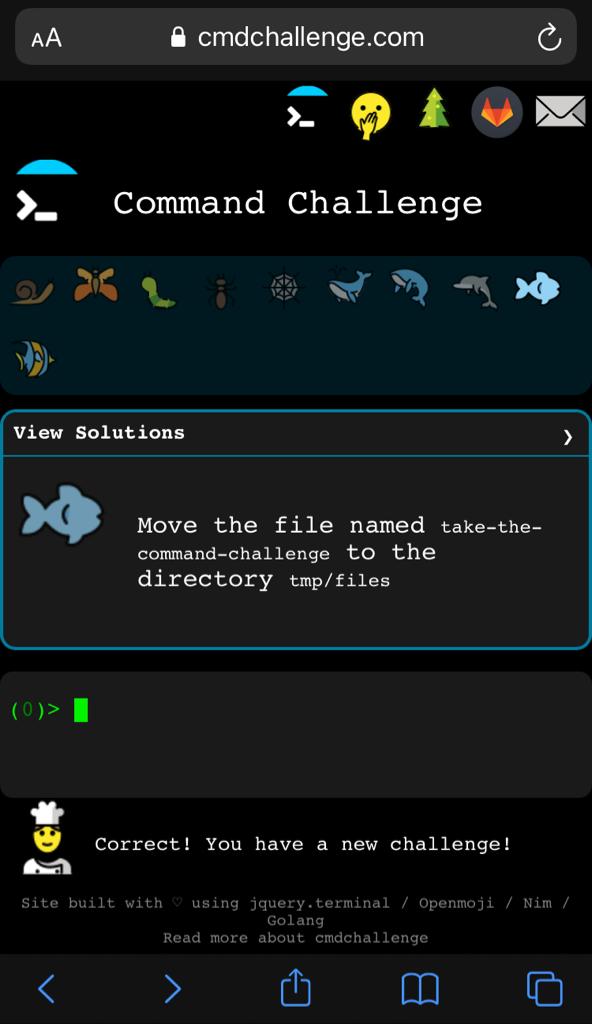 AA
cmdchallenge.com
Command Challenge
View Solutions
Move the file named take-the-
command-challenge to the
directory tmp/files
(0)>
Correct! You have a new challenge!
Site built with ♡ using jquery.terminal / Openmoji / Nim /
Golang
Read more about cmdchallenge